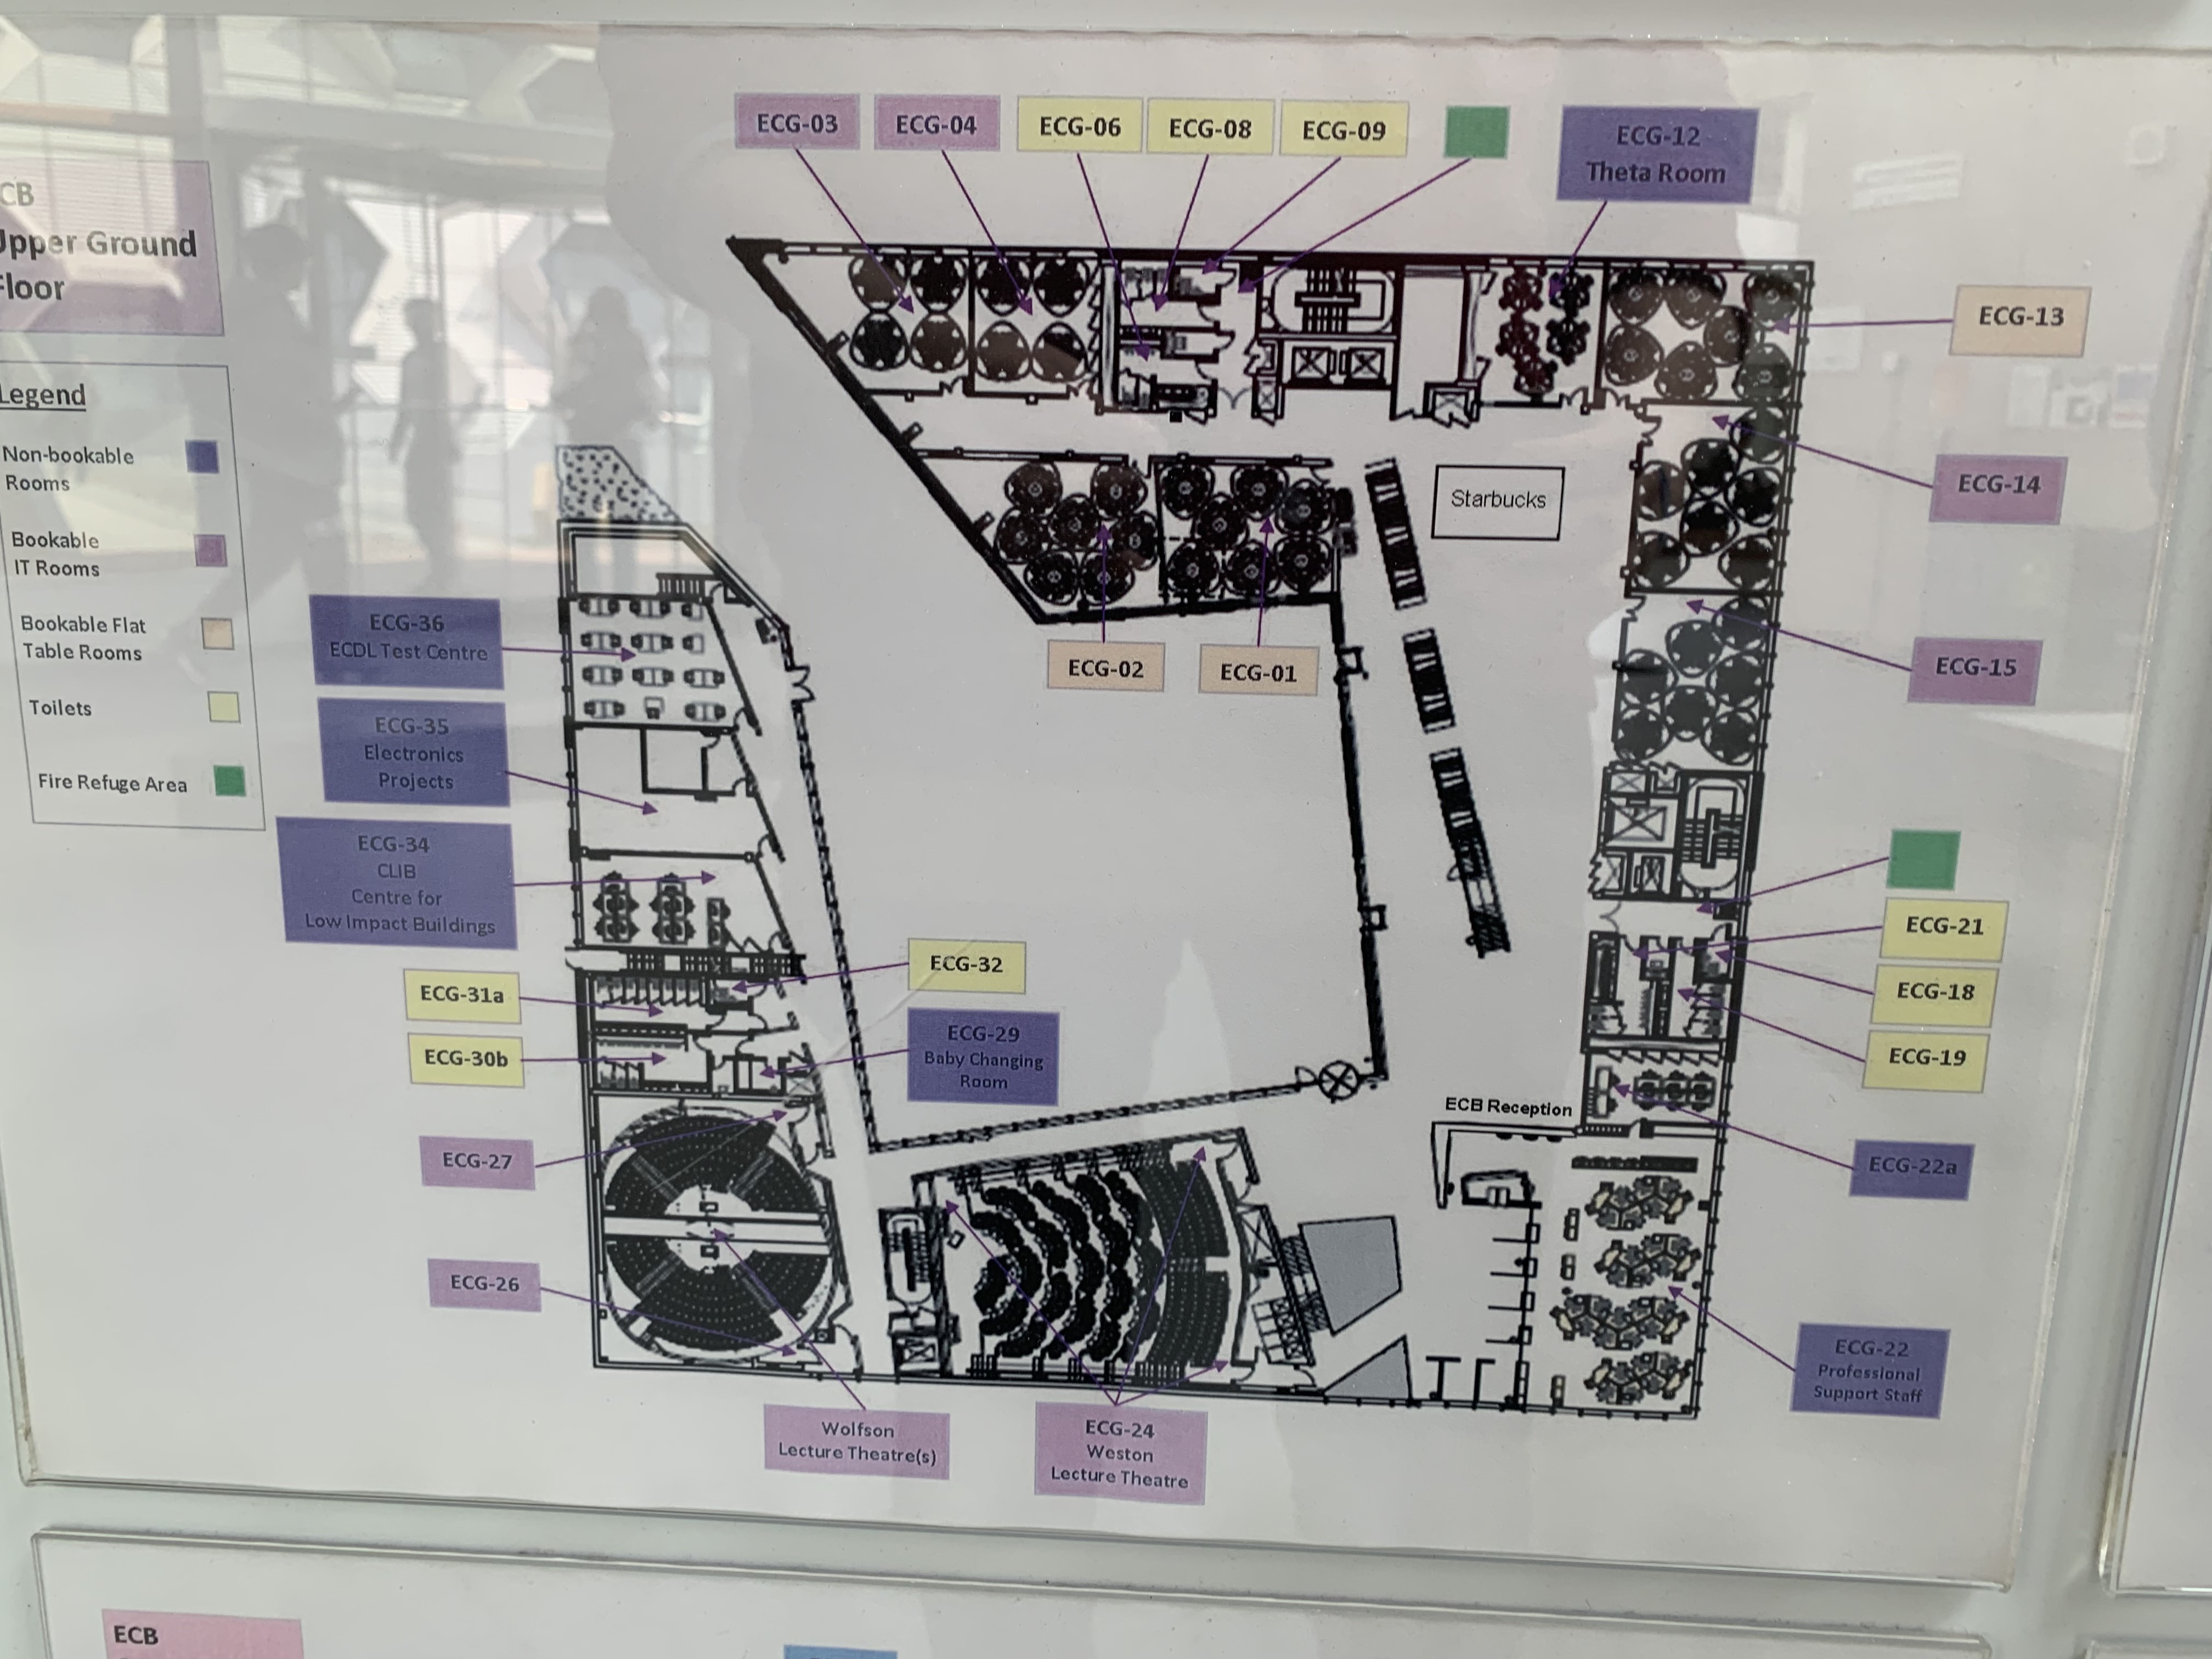 CB
Upper Ground
Floor
Legend
Non-bookable
Rooms
Bookable
IT Rooms
Bookable Flat
Table Rooms
Toilets
Fire Refuge Area
ECG-03
ECG-04
ECG-06
ECG-08
ECG-09
ECG-12
Theta Room
ECG-13
ECG-14
ECG-15
Starbucks
ECG-02
ECG-01
ECG-36
ECDL Test Centre
ECG-35
Electronics
Projects
ECG-34
CLIB
Centre for
Low Impact Buildings
ECG-31a
ECG-30b
ECG-32
ECG-29
Baby Changing
Room
ECG-21
ECG-18
ECG-19
ECB Reception
ECG-22a
ECG-27
ECG-26
ECG-22
Professional
Support Staff
Wolfson
Lecture Theatre(s)
ECG-24
Weston
Lecture Theatre
ECB